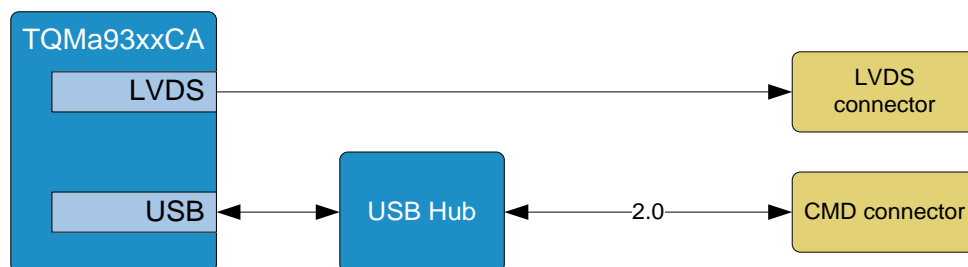 TQMa93xxCA
LVDS
LVDS
connector
USB
USB Hub
2.0
CMD connector